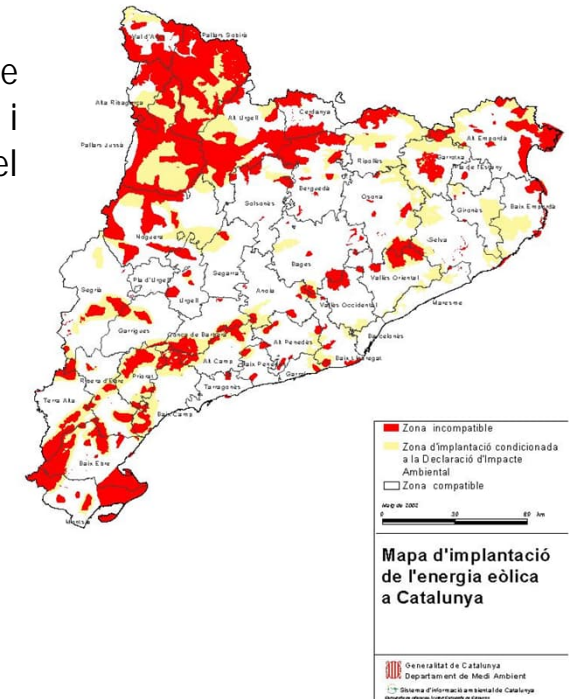 e
i
el
Val d'A
Pallars Sobirà
Alta Ribagorça
Pallars Jussà
Alt Urgell
Cerdanya
Ripollès
Garrotxa
Alt Empordà
Pla de l'Estany
Berguedà
Osona
Gironès
Baix Empordà
Solsonès
Noguera
Selva
Bages
Segarra
Pla d'Urgell
Segrià
Urgell
Anoia
Vallès Oriental
Vallès Occidental
Maresme
Garrigues
Conca de Barberà
Alt Penedès
Barcelonès
Baix Llobregat
Alt Camp
Baix Penedès
Garraf
Priorat
Ribera d'Ebre
Tarragonès
Terra Alta
Baix Camp
Baix Ebre
Montsià
Zona incompatible
Zona d'implantació condicionada
a la Declaració d'Impacte
Ambiental
Zona compatible
Maig de 2002
0 30 60 km
Mapa d'implantació
de l'energia eòlica
a Catalunya
Generalitat de Catalunya
Departament de Medi Ambient
Sistema d'informació ambiental de Catalunya